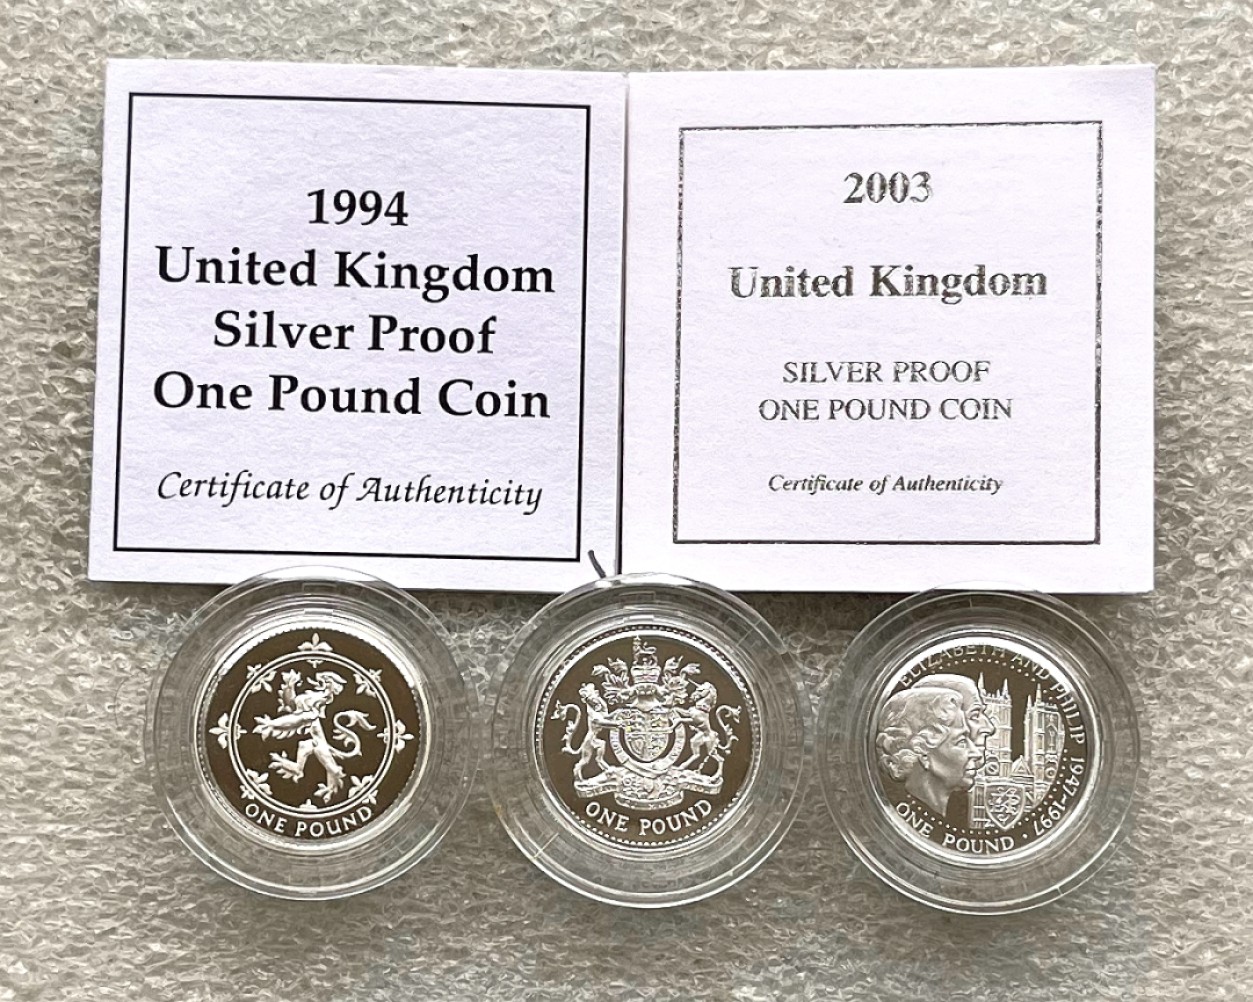 1994
United Kingdom
Silver Proof
One Pound Coin
Certificate of Authenticity
2003
United Kingdom
SILVER PROOF
ONE POUND COIN
Certificate of Authenticity
ONE POUND
ONE POUND
ELIZABETH AND PHILIP · 1947-1997 ·
ONE POUND